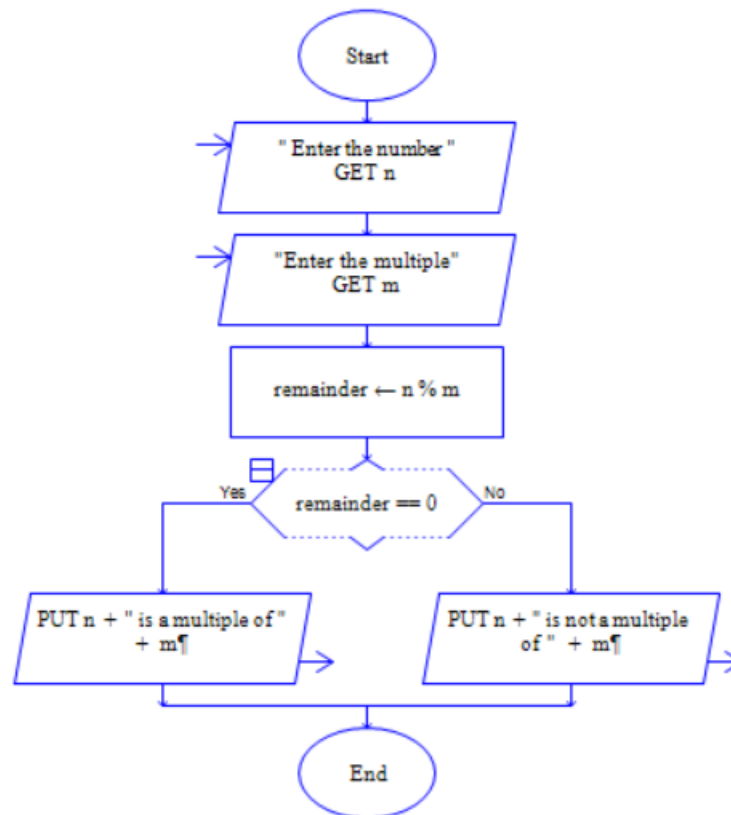 Start
" Enter the number "
GET n
"Enter the multiple"
GET m
remainder ← n % m
Yes
remainder == 0
No
PUT n + " is a multiple of "
+ m¶
PUT n + " is not a multiple
of " + m¶
End